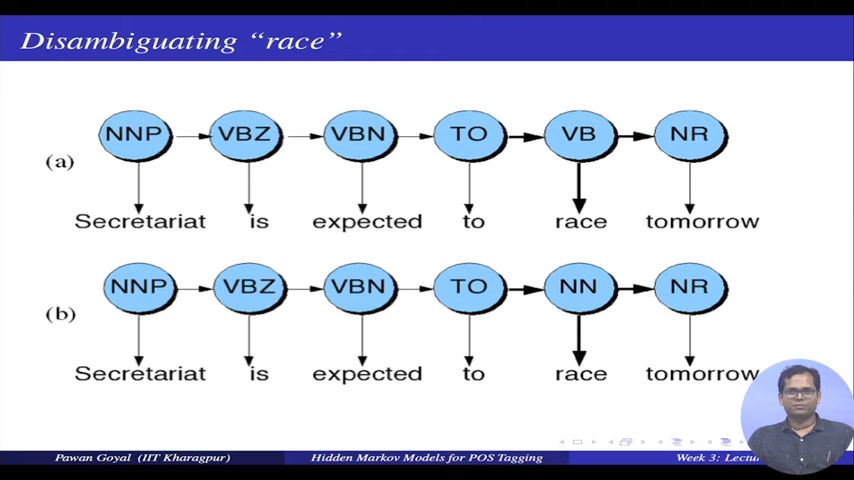 Disambiguating “race”
NNP VBZ VBN TO VB NR
(a)
Secretariat is expected to race tomorrow
NNP VBZ VBN TO NN NR
(b)
Secretariat is expected to race tomorrow
Pawan Goyal (IIT Kharagpur) Hidden Markov Models for POS Tagging Week 3: